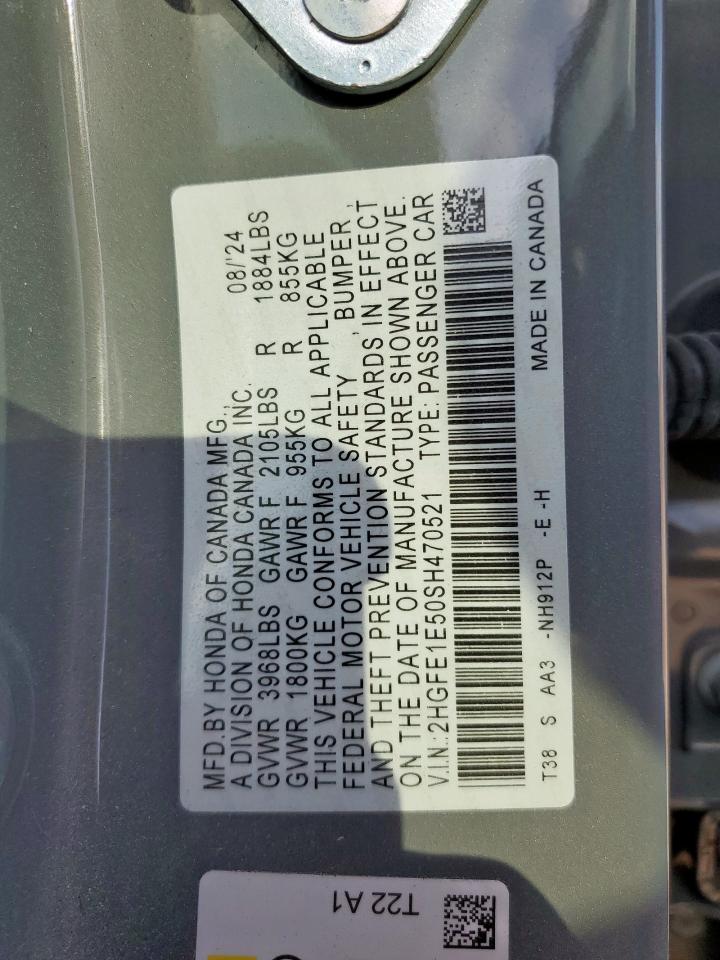 MFD.BY HONDA OF CANADA MFG.,
A DIVISION OF HONDA CANADA INC. 08/'24
GVWR 3968LBS GAWR F 2105LBS R 1884LBS
GVWR 1800KG GAWR F 955KG R 855KG
THIS VEHICLE CONFORMS TO ALL APPLICABLE
FEDERAL MOTOR VEHICLE SAFETY , BUMPER ,
AND THEFT PREVENTION STANDARDS IN EFFECT
ON THE DATE OF MANUFACTURE SHOWN ABOVE.
V.I.N.:2HGFE1E50SH470521 TYPE: PASSENGER CAR
T38 S AA3 -NH912P -E -H MADE IN CANADA
T22 A1